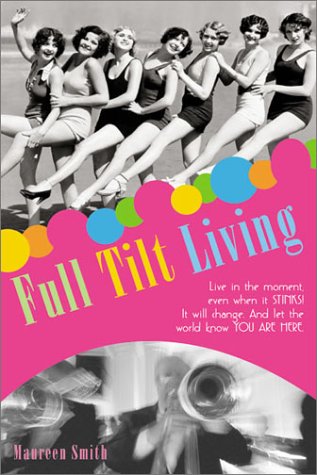 Full Tilt Living
Live in the moment,
even when it STINKS!
It will change. And let the
world know YOU ARE HERE.
Maureen Smith